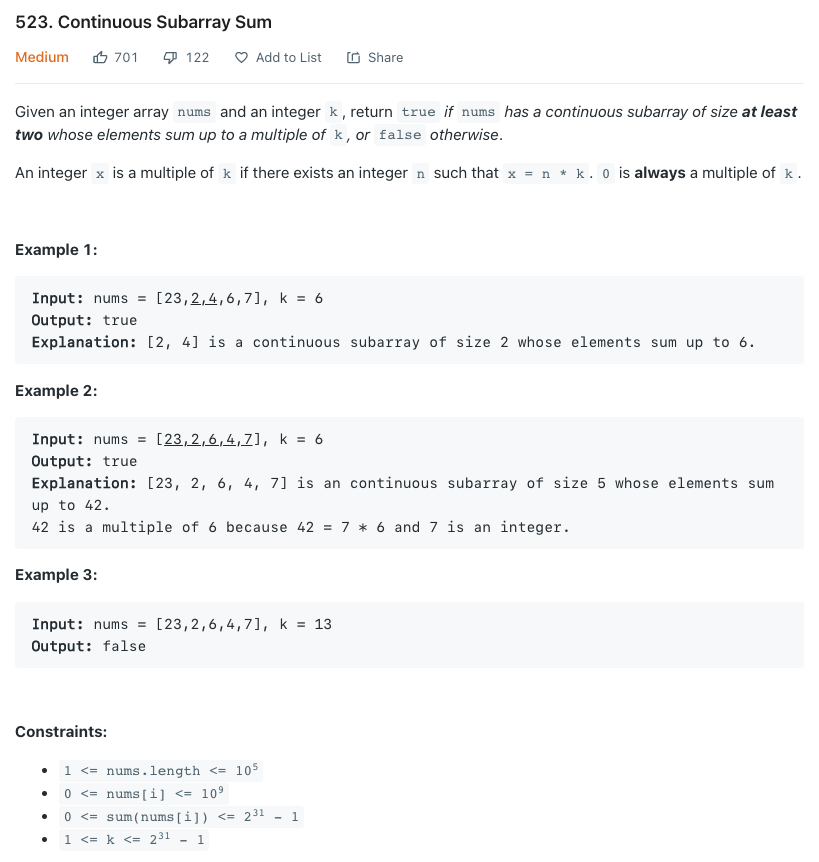 523. Continuous Subarray Sum
Medium 701 122 Add to List Share
Given an integer array nums and an integer k, return true if nums has a continuous subarray of size at least
two whose elements sum up to a multiple of k, or false otherwise.
An integer x is a multiple of k if there exists an integer n such that x = n * k. 0 is always a multiple of k.
Example 1:
Input: nums = [23,2,4,6,7], k = 6
Output: true
Explanation: [2, 4] is a continuous subarray of size 2 whose elements sum up to 6.
Example 2:
Input: nums = [23,2,6,4,7], k = 6
Output: true
Explanation: [23, 2, 6, 4, 7] is an continuous subarray of size 5 whose elements sum
up to 42.
42 is a multiple of 6 because 42 = 7 * 6 and 7 is an integer.
Example 3:
Input: nums = [23,2,6,4,7], k = 13
Output: false
Constraints:
• 1 <= nums.length <= 10⁵
• 0 <= nums[i] <= 10⁹
• 0 <= sum(nums[i]) <= 2³¹ - 1
• 1 <= k <= 2³¹ - 1